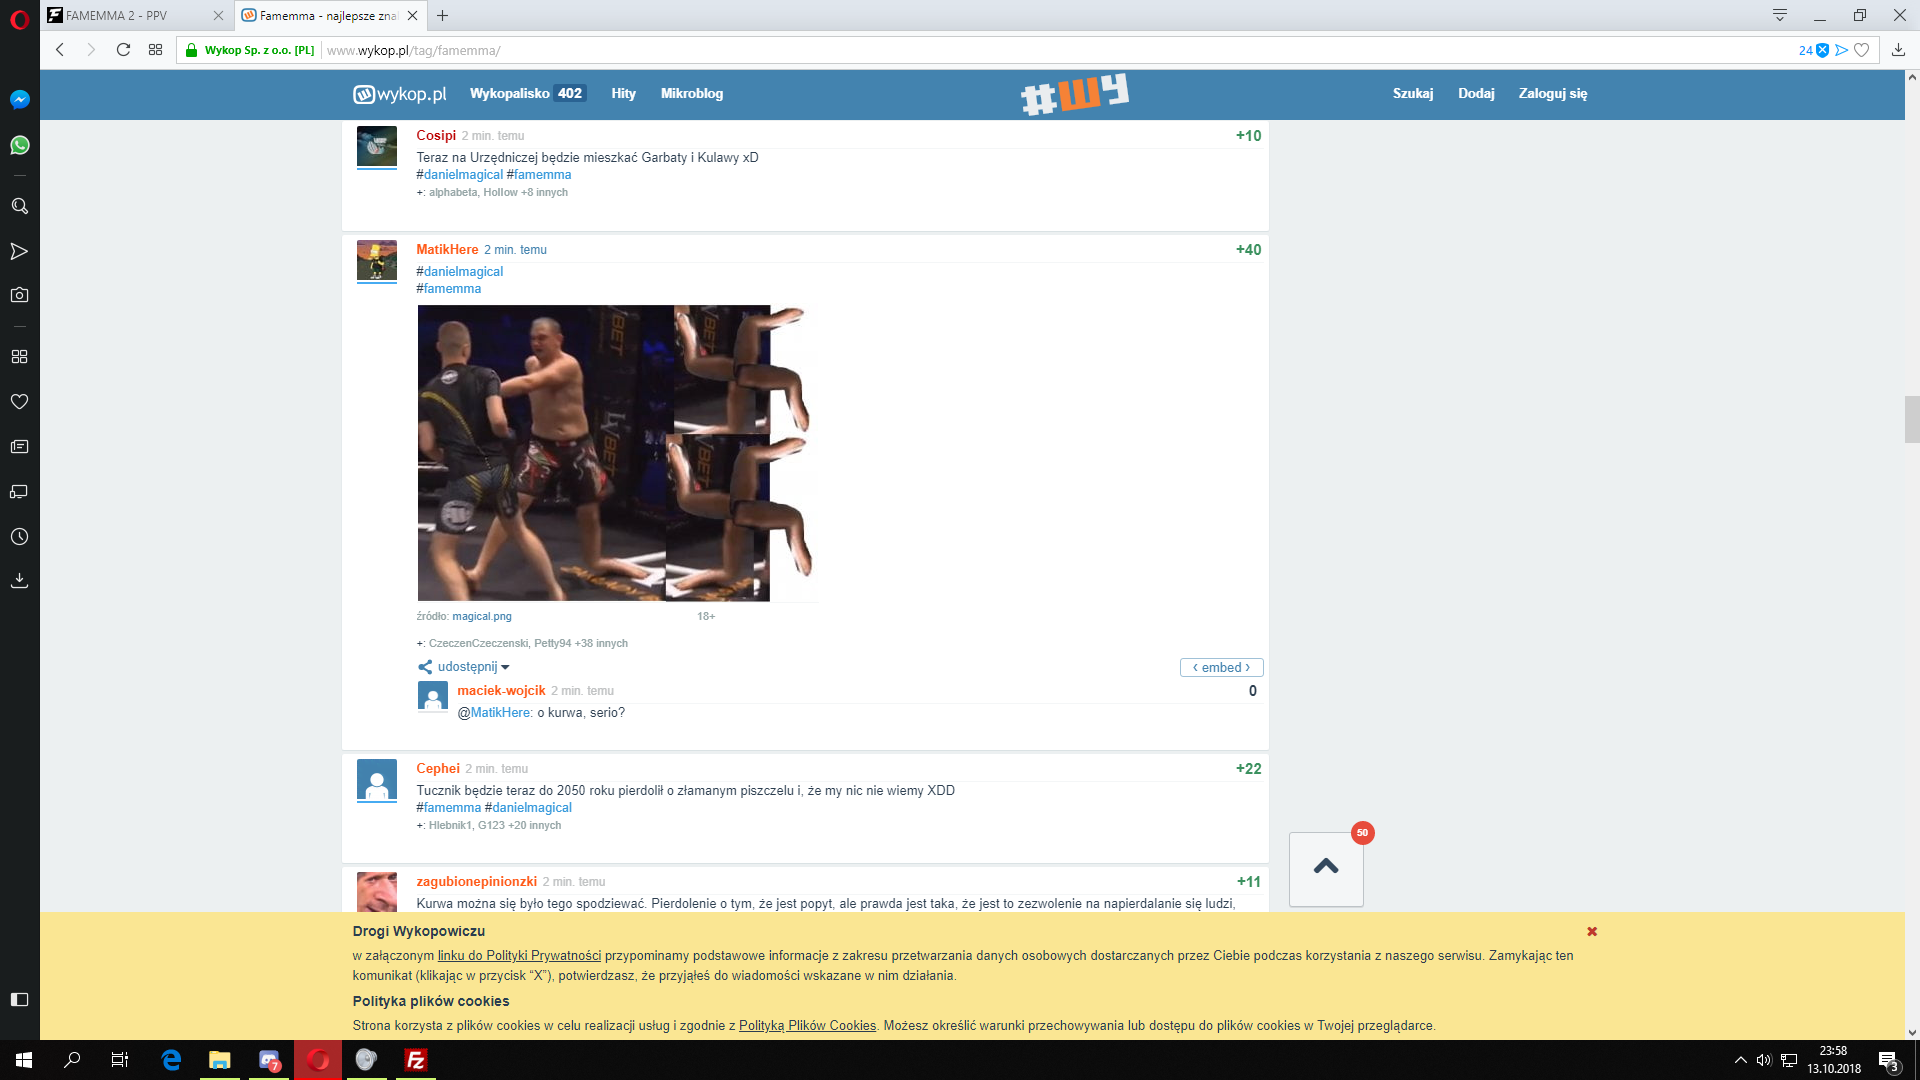 FAMEMMA 2 - PPV
Famemma - najlepsze zna
Wykop Sp. z o.o. [PL]
www.wykop.pl/tag/famemma/
24
wykop.pl
Wykopalisko 402
Hity
Mikroblog
Szukaj
Dodaj
Zaloguj się
Cosipi 2 min. temu
+10
Teraz na Urzędniczej będzie mieszkać Garbaty i Kulawy xD
#danielmagical #famemma
+: alphabeta, Hollow +8 innych
MatikHere 2 min. temu
+40
#danielmagical
#famemma
LVBET
źródło: magical.png
18+
+: CzeczenCzeczenski, Petty94 +38 innych
udostępnij
‹ embed ›
maciek-wojcik 2 min. temu
0
@MatikHere: o kurwa, serio?
Cephei 2 min. temu
+22
Tucznik będzie teraz do 2050 roku pierdolił o złamanym piszczelu i, że my nic nie wiemy XDD
#famemma #danielmagical
+: Hlebnik1, G123 +20 innych
50
zagubionepinionzki 2 min. temu
+11
Kurwa można się było tego spodziewać. Pierdolenie o tym, że jest popyt, ale prawda jest taka, że jest to zezwolenie na napierdalanie się ludzi,
Drogi Wykopowiczu
w załączonym linku do Polityki Prywatności przypominamy podstawowe informacje z zakresu przetwarzania danych osobowych dostarczanych przez Ciebie podczas korzystania z naszego serwisu. Zamykając ten
komunikat (klikając w przycisk “X”), potwierdzasz, że przyjąłeś do wiadomości wskazane w nim działania.
Polityka plików cookies
Strona korzysta z plików cookies w celu realizacji usług i zgodnie z Polityką Plików Cookies. Możesz określić warunki przechowywania lub dostępu do plików cookies w Twojej przeglądarce.
7
23:58
13.10.2018
3